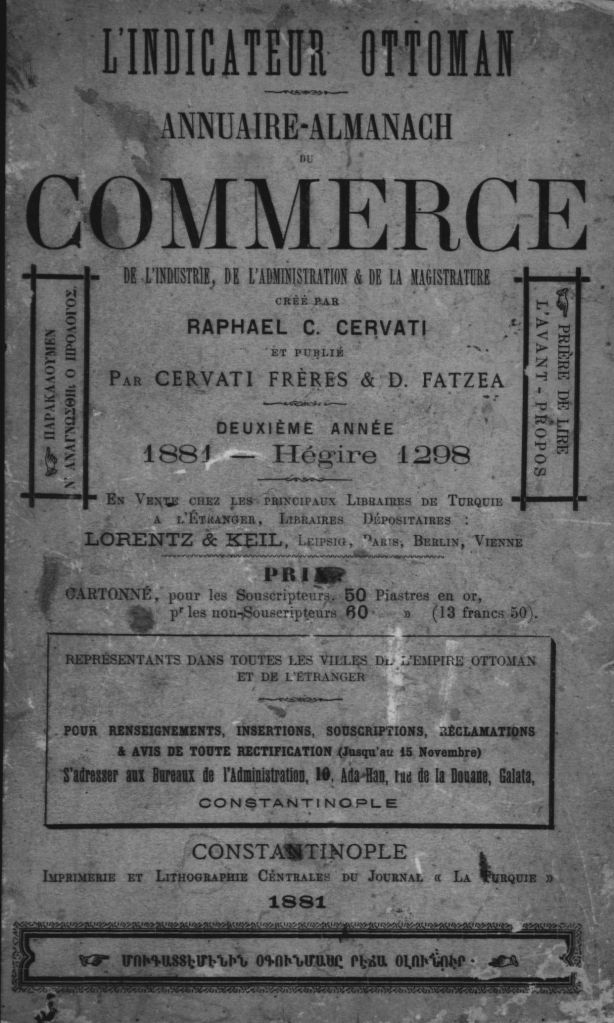 L'INDICATEUR OTTOMAN
ANNUAIRE-ALMANACH
DU
COMMERCE
DE L'INDUSTRIE, DE L'ADMINISTRATION & DE LA MAGISTRATURE
CRÉÉ PAR
RAPHAEL C. CERVATI
ET PUBLIÉ
PAR CERVATI FRÈRES & D. FATZEA
ΠΑΡΑΚΑΛΟΥΜΕΝ
Ν' ΑΝΑΓΝΩΣΘΗ: Ο ΠΡΟΛΟΓΟΣ.
PRIÈRE DE LIRE
L'AVANT-PROPOS
DEUXIÈME ANNÉE
1881 — Hégire 1298
EN VENTE CHEZ LES PRINCIPAUX LIBRAIRES DE TURQUIE
A L'ÉTRANGER, LIBRAIRES DÉPOSITAIRES :
LORENTZ & KEIL, LEIPSIG, PARIS, BERLIN, VIENNE
PRIX
CARTONNÉ, pour les Souscripteurs. 50 Piastres en or,
pr les non-Souscripteurs 60 » (13 francs 50).
REPRÉSENTANTS DANS TOUTES LES VILLES DE L'EMPIRE OTTOMAN
ET DE L'ÉTRANGER
POUR RENSEIGNEMENTS, INSERTIONS, SOUSCRIPTIONS, RÉCLAMATIONS
& AVIS DE TOUTE RECTIFICATION (Jusqu'au 15 Novembre)
S'adresser aux Bureaux de l'Administration, 10, Ada-Han, rue de la Douane, Galata,
CONSTANTINOPLE
CONSTANTINOPLE
IMPRIMERIE ET LITHOGRAPHIE CENTRALES DU JOURNAL « LA TURQUIE »
1881
ՄՈՒԳԱՏՏԷՄԷՆԻՆ ՕԳՈՒՆՄԱՍԸ ՐԷՃԱ ՕԼՈՒՆՈՒՐ